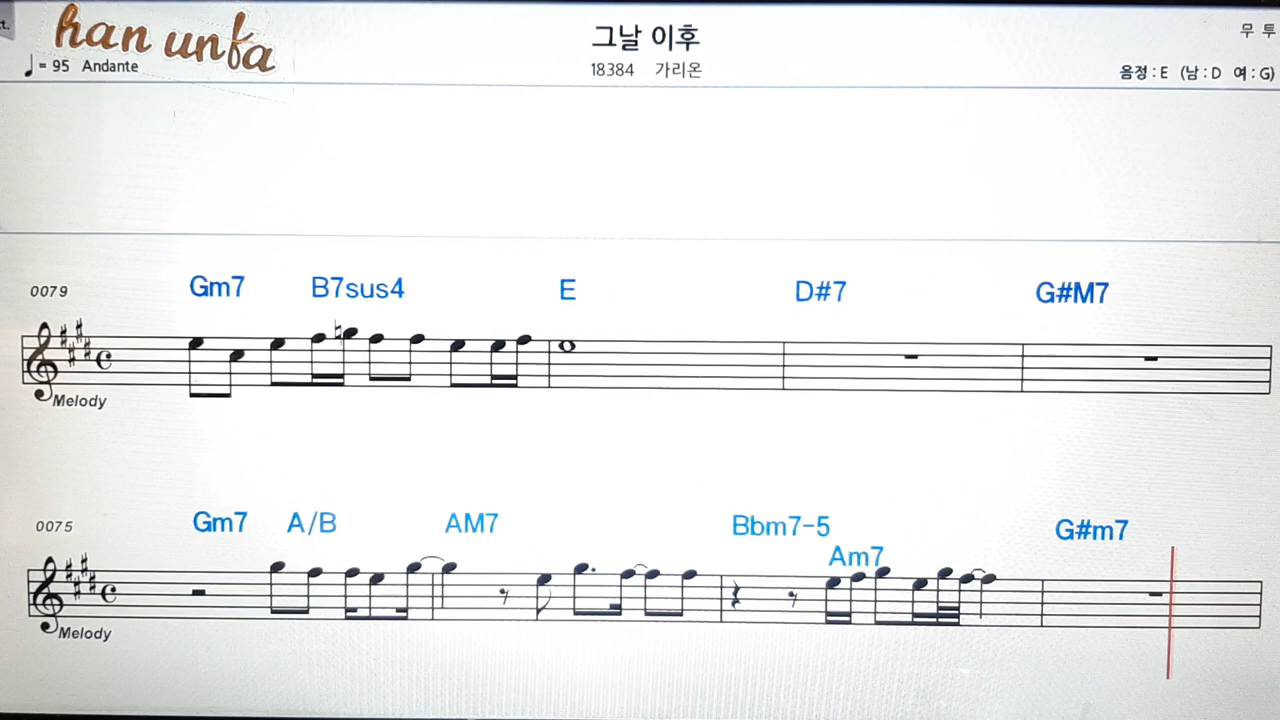 t.
han unfa
그날 이후
무 투
♩= 95 Andante
18384 가리온
음정 : E (남 : D 여 : G)
0079
Gm7 B7sus4 E D#7 G#M7
Melody
0075
Gm7 A/B AM7 Bbm7-5 G#m7
Am7
Melody